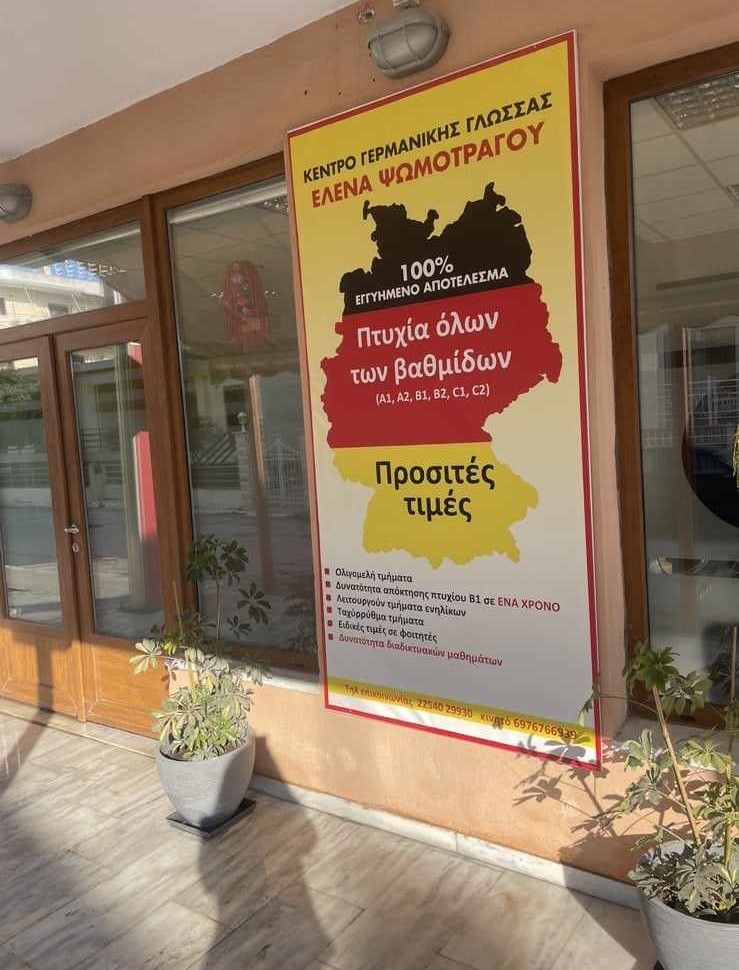 ΚΕΝΤΡΟ ΓΕΡΜΑΝΙΚΗΣ ΓΛΩΣΣΑΣ
ΕΛΕΝΑ ΨΩΜΟΤΡΑΓΟΥ
100%
ΕΓΓΥΗΜΕΝΟ ΑΠΟΤΕΛΕΣΜΑ
Πτυχία όλων
των βαθμίδων
(A1, A2, B1, B2, C1, C2)
Προσιτές
τιμές
Ολιγομελή τμήματα
Δυνατότητα απόκτησης πτυχίου Β1 σε ΕΝΑ ΧΡΟΝΟ
Λειτουργούν τμήματα ενηλίκων
Ταχύρρυθμα τμήματα
Ειδικές τιμές σε φοιτητές
Δυνατότητα διαδικτυακών μαθημάτων
Τηλ επικοινωνίας 22540 29930 κινητό 6976766939